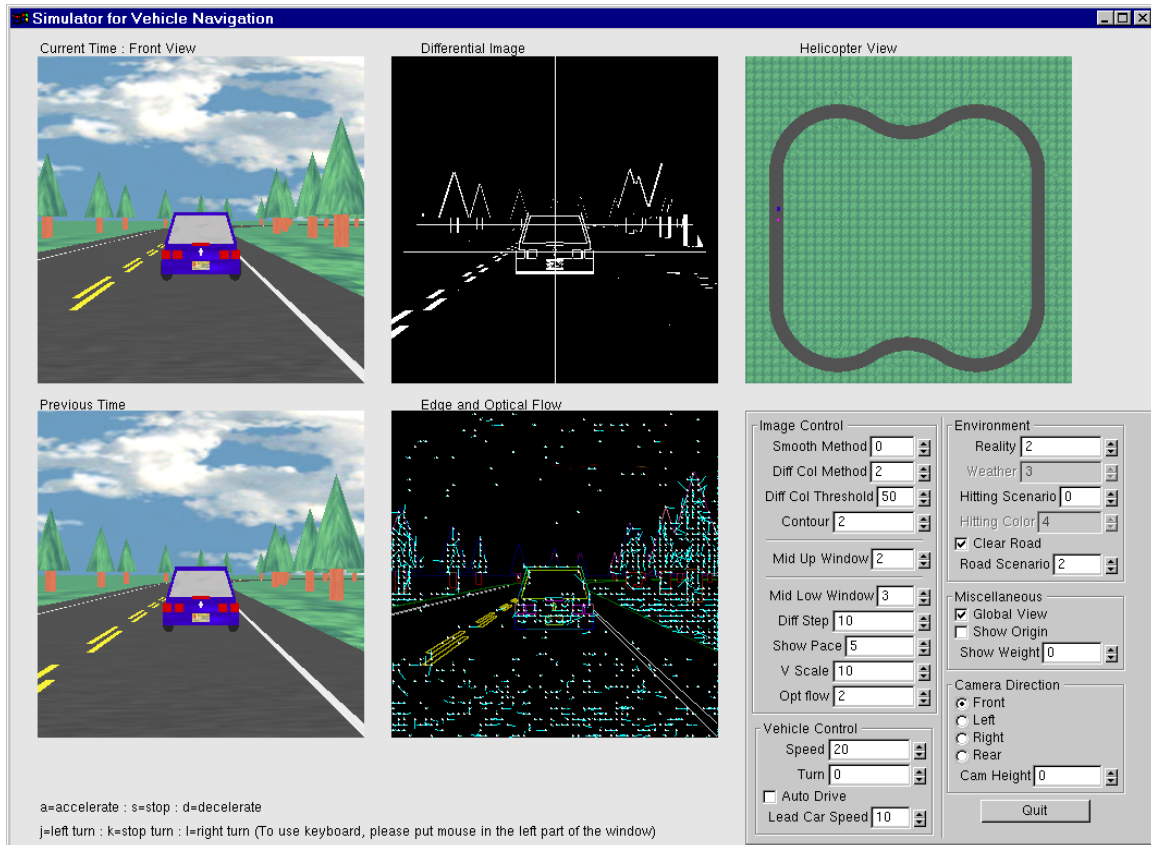 Simulator for Vehicle Navigation
Current Time : Front View
Differential Image
Helicopter View
Previous Time
Edge and Optical Flow
Image Control
Smooth Method 0
Diff Col Method 2
Diff Col Threshold 50
Contour 2
Mid Up Window 2
Mid Low Window 3
Diff Step 10
Show Pace 5
V Scale 10
Opt flow 2
Vehicle Control
Speed 20
Turn 0
Auto Drive
Lead Car Speed 10
Environment
Reality 2
Weather 3
Hitting Scenario 0
Hitting Color 4
Clear Road
Road Scenario 2
Miscellaneous
Global View
Show Origin
Show Weight 0
Camera Direction
Front
Left
Right
Rear
Cam Height 0
Quit
a=accelerate : s=stop : d=decelerate
j=left turn : k=stop turn : l=right turn (To use keyboard, please put mouse in the left part of the window)